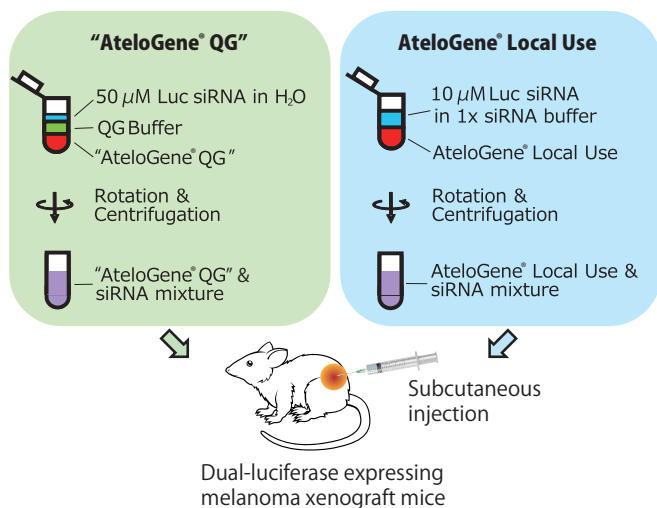 “AteloGene® QG”
50 μM Luc siRNA in H₂O
QG Buffer
“AteloGene® QG”
Rotation &
Centrifugation
“AteloGene® QG” &
siRNA mixture
AteloGene® Local Use
10 μM Luc siRNA
in 1x siRNA buffer
AteloGene® Local Use
Rotation &
Centrifugation
AteloGene® Local Use &
siRNA mixture
Subcutaneous
injection
Dual-luciferase expressing
melanoma xenograft mice